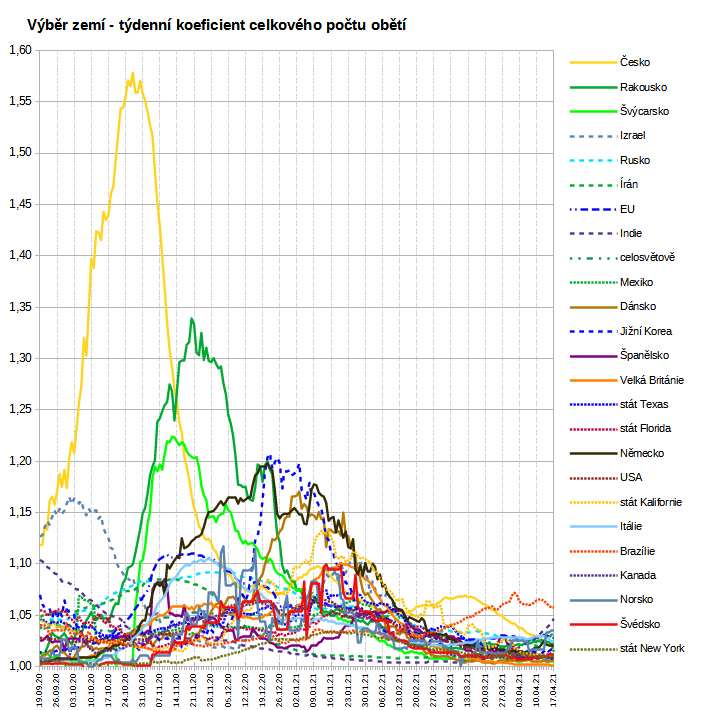 Výběr zemí - týdenní koeficient celkového počtu obětí
1,60
1,55
1,50
1,45
1,40
1,35
1,30
1,25
1,20
1,15
1,10
1,05
1,00
19.09.20
26.09.20
03.10.20
10.10.20
17.10.20
24.10.20
31.10.20
07.11.20
14.11.20
21.11.20
28.11.20
05.12.20
12.12.20
19.12.20
26.12.20
02.01.21
09.01.21
16.01.21
23.01.21
30.01.21
06.02.21
13.02.21
20.02.21
27.02.21
06.03.21
13.03.21
20.03.21
27.03.21
03.04.21
10.04.21
17.04.21
Česko
Rakousko
Švýcarsko
Izrael
Rusko
Írán
EU
Indie
celosvětově
Mexiko
Dánsko
Jižní Korea
Španělsko
Velká Británie
stát Texas
stát Florida
Německo
USA
stát Kalifornie
Itálie
Brazílie
Kanada
Norsko
Švédsko
stát New York